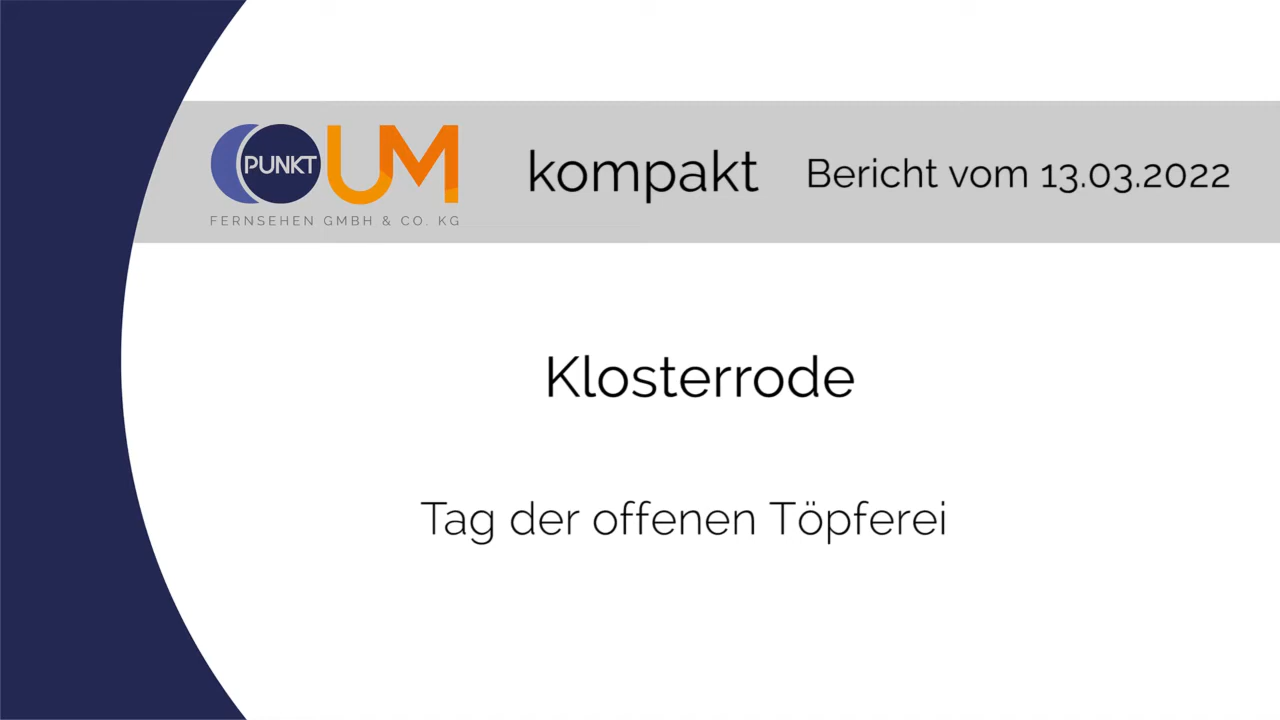 PUNKT UM kompakt Bericht vom 13.03.2022
FERNSEHEN GMBH & CO. KG
Klosterrode
Tag der offenen Töpferei